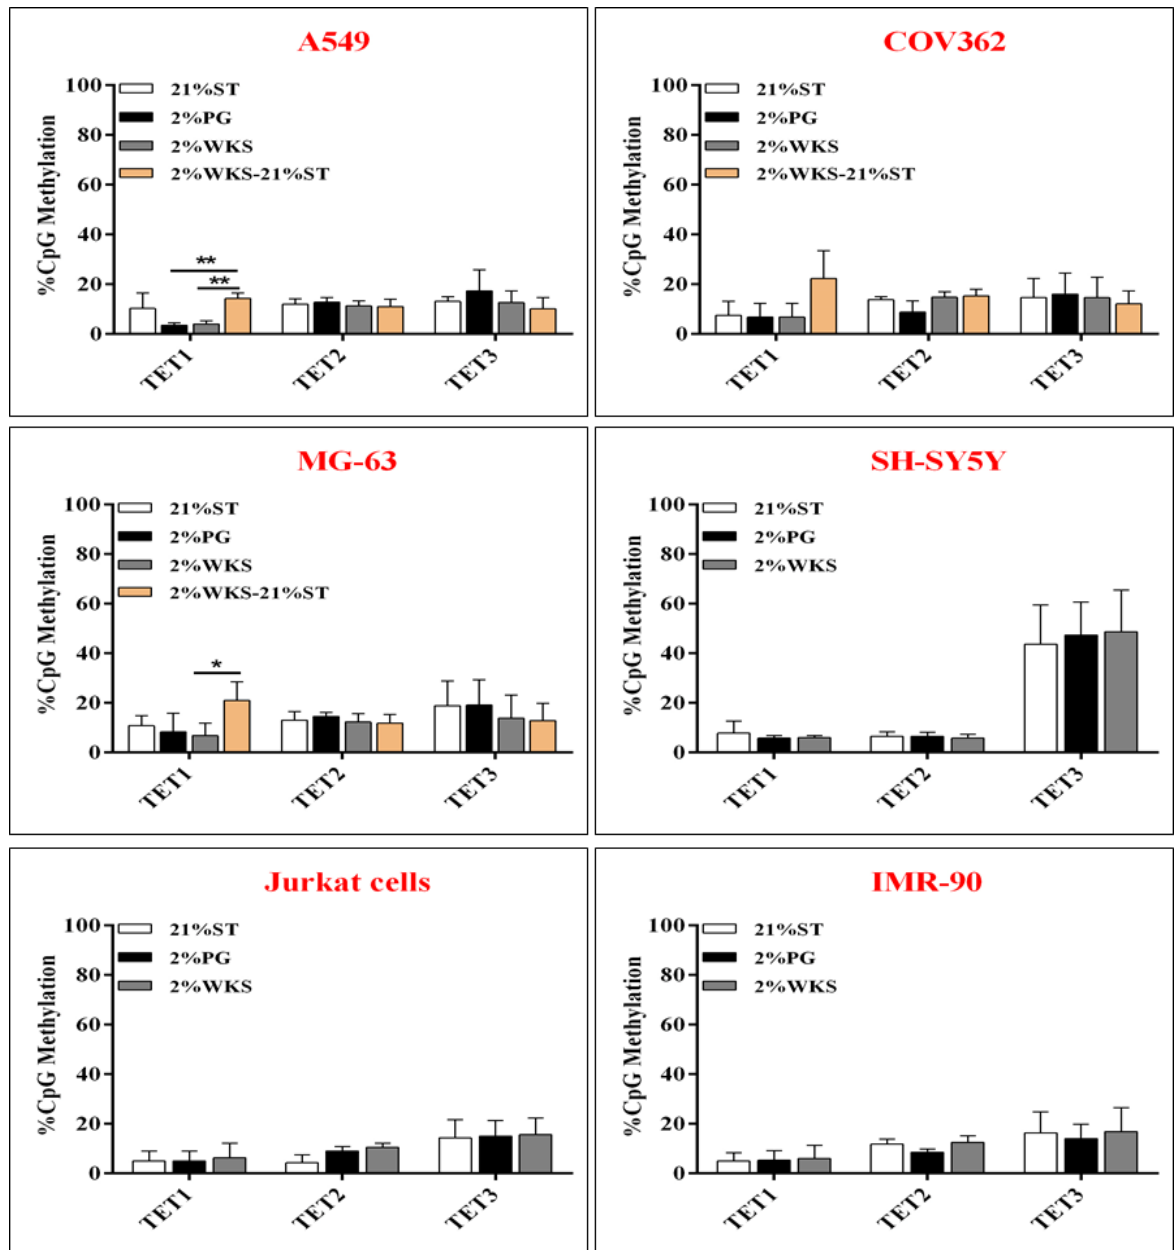 A549
%CpG Methylation
100
80
60
40
20
0
21%ST
2%PG
2%WKS
2%WKS-21%ST
**
**
TET1
TET2
TET3
COV362
%CpG Methylation
100
80
60
40
20
0
21%ST
2%PG
2%WKS
2%WKS-21%ST
TET1
TET2
TET3
MG-63
%CpG Methylation
100
80
60
40
20
0
21%ST
2%PG
2%WKS
2%WKS-21%ST
*
TET1
TET2
TET3
SH-SY5Y
%CpG Methylation
100
80
60
40
20
0
21%ST
2%PG
2%WKS
TET1
TET2
TET3
Jurkat cells
%CpG Methylation
100
80
60
40
20
0
21%ST
2%PG
2%WKS
TET1
TET2
TET3
IMR-90
%CpG Methylation
100
80
60
40
20
0
21%ST
2%PG
2%WKS
TET1
TET2
TET3